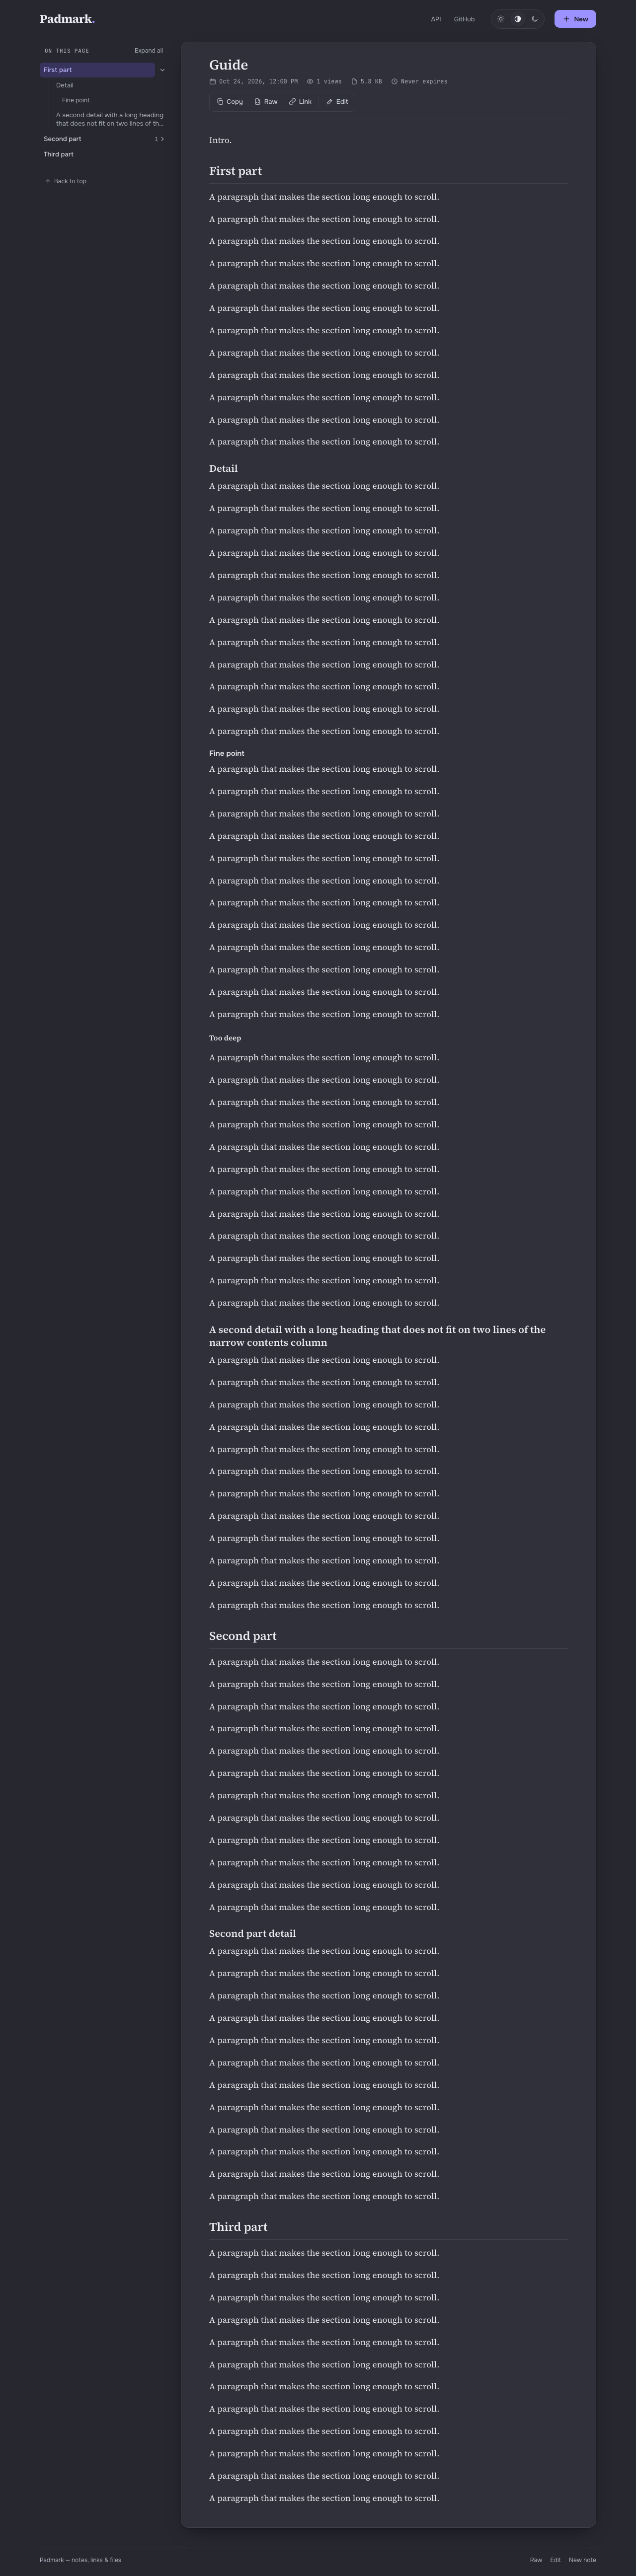 Padmark.
API
GitHub
New
ON THIS PAGE
Expand all
First part
Detail
Fine point
A second detail with a long heading
that does not fit on two lines of th...
Second part
1
Third part
Back to top
Guide
Oct 24, 2026, 12:00 PM
1 views
5.8 KB
Never expires
Copy
Raw
Link
Edit
Intro.
First part
A paragraph that makes the section long enough to scroll.
A paragraph that makes the section long enough to scroll.
A paragraph that makes the section long enough to scroll.
A paragraph that makes the section long enough to scroll.
A paragraph that makes the section long enough to scroll.
A paragraph that makes the section long enough to scroll.
A paragraph that makes the section long enough to scroll.
A paragraph that makes the section long enough to scroll.
A paragraph that makes the section long enough to scroll.
A paragraph that makes the section long enough to scroll.
A paragraph that makes the section long enough to scroll.
A paragraph that makes the section long enough to scroll.
Detail
A paragraph that makes the section long enough to scroll.
A paragraph that makes the section long enough to scroll.
A paragraph that makes the section long enough to scroll.
A paragraph that makes the section long enough to scroll.
A paragraph that makes the section long enough to scroll.
A paragraph that makes the section long enough to scroll.
A paragraph that makes the section long enough to scroll.
A paragraph that makes the section long enough to scroll.
A paragraph that makes the section long enough to scroll.
A paragraph that makes the section long enough to scroll.
A paragraph that makes the section long enough to scroll.
A paragraph that makes the section long enough to scroll.
Fine point
A paragraph that makes the section long enough to scroll.
A paragraph that makes the section long enough to scroll.
A paragraph that makes the section long enough to scroll.
A paragraph that makes the section long enough to scroll.
A paragraph that makes the section long enough to scroll.
A paragraph that makes the section long enough to scroll.
A paragraph that makes the section long enough to scroll.
A paragraph that makes the section long enough to scroll.
A paragraph that makes the section long enough to scroll.
A paragraph that makes the section long enough to scroll.
A paragraph that makes the section long enough to scroll.
A paragraph that makes the section long enough to scroll.
Too deep
A paragraph that makes the section long enough to scroll.
A paragraph that makes the section long enough to scroll.
A paragraph that makes the section long enough to scroll.
A paragraph that makes the section long enough to scroll.
A paragraph that makes the section long enough to scroll.
A paragraph that makes the section long enough to scroll.
A paragraph that makes the section long enough to scroll.
A paragraph that makes the section long enough to scroll.
A paragraph that makes the section long enough to scroll.
A paragraph that makes the section long enough to scroll.
A paragraph that makes the section long enough to scroll.
A paragraph that makes the section long enough to scroll.
A second detail with a long heading that does not fit on two lines of the
narrow contents column
A paragraph that makes the section long enough to scroll.
A paragraph that makes the section long enough to scroll.
A paragraph that makes the section long enough to scroll.
A paragraph that makes the section long enough to scroll.
A paragraph that makes the section long enough to scroll.
A paragraph that makes the section long enough to scroll.
A paragraph that makes the section long enough to scroll.
A paragraph that makes the section long enough to scroll.
A paragraph that makes the section long enough to scroll.
A paragraph that makes the section long enough to scroll.
A paragraph that makes the section long enough to scroll.
A paragraph that makes the section long enough to scroll.
Second part
A paragraph that makes the section long enough to scroll.
A paragraph that makes the section long enough to scroll.
A paragraph that makes the section long enough to scroll.
A paragraph that makes the section long enough to scroll.
A paragraph that makes the section long enough to scroll.
A paragraph that makes the section long enough to scroll.
A paragraph that makes the section long enough to scroll.
A paragraph that makes the section long enough to scroll.
A paragraph that makes the section long enough to scroll.
A paragraph that makes the section long enough to scroll.
A paragraph that makes the section long enough to scroll.
A paragraph that makes the section long enough to scroll.
Second part detail
A paragraph that makes the section long enough to scroll.
A paragraph that makes the section long enough to scroll.
A paragraph that makes the section long enough to scroll.
A paragraph that makes the section long enough to scroll.
A paragraph that makes the section long enough to scroll.
A paragraph that makes the section long enough to scroll.
A paragraph that makes the section long enough to scroll.
A paragraph that makes the section long enough to scroll.
A paragraph that makes the section long enough to scroll.
A paragraph that makes the section long enough to scroll.
A paragraph that makes the section long enough to scroll.
A paragraph that makes the section long enough to scroll.
Third part
A paragraph that makes the section long enough to scroll.
A paragraph that makes the section long enough to scroll.
A paragraph that makes the section long enough to scroll.
A paragraph that makes the section long enough to scroll.
A paragraph that makes the section long enough to scroll.
A paragraph that makes the section long enough to scroll.
A paragraph that makes the section long enough to scroll.
A paragraph that makes the section long enough to scroll.
A paragraph that makes the section long enough to scroll.
A paragraph that makes the section long enough to scroll.
A paragraph that makes the section long enough to scroll.
A paragraph that makes the section long enough to scroll.
Padmark — notes, links & files
Raw
Edit
New note